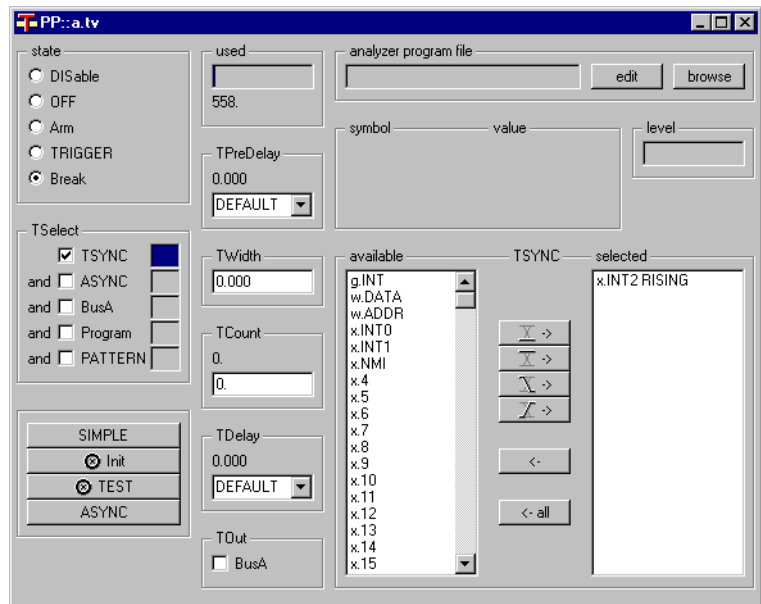 PP::a.tv
state
DISable
OFF
Arm
TRIGGER
Break
used
558.
analyzer program file
edit
browse
symbol
value
level
TPreDelay
0.000
DEFAULT
TSelect
TSYNC
and ASYNC
and BusA
and Program
and PATTERN
TWidth
0.000
TCount
0.
0.
TDelay
0.000
DEFAULT
TOut
BusA
SIMPLE
Init
TEST
ASYNC
available
g.INT
w.DATA
w.ADDR
x.INT0
x.INT1
x.NMI
x.4
x.5
x.6
x.7
x.8
x.9
x.10
x.11
x.12
x.13
x.14
x.15
TSYNC
X ->
X ->
X ->
X ->
<-
<- all
selected
x.INT2 RISING